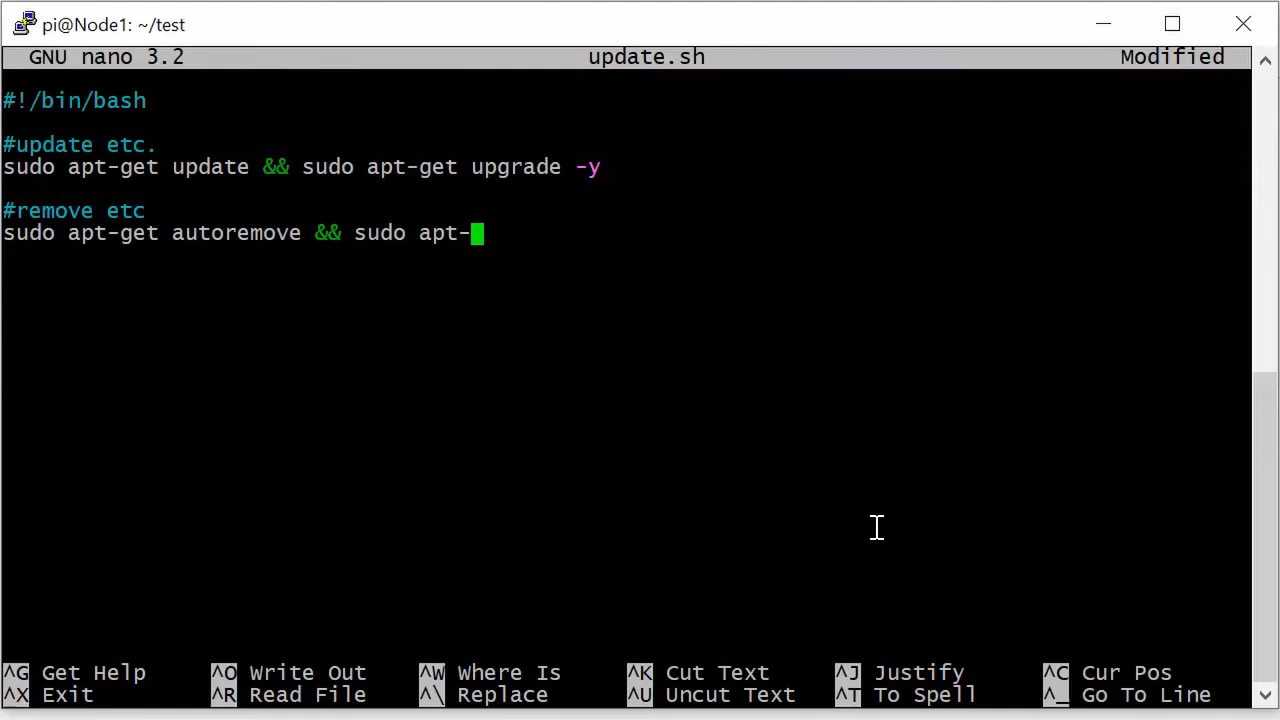 pi@Node1: ~/test
GNU nano 3.2 update.sh Modified
#!/bin/bash
#update etc.
sudo apt-get update && sudo apt-get upgrade -y
#remove etc
sudo apt-get autoremove && sudo apt-
^G Get Help ^O Write Out ^W Where Is ^K Cut Text ^J Justify ^C Cur Pos
^X Exit ^R Read File ^\ Replace ^U Uncut Text ^T To Spell ^_ Go To Line